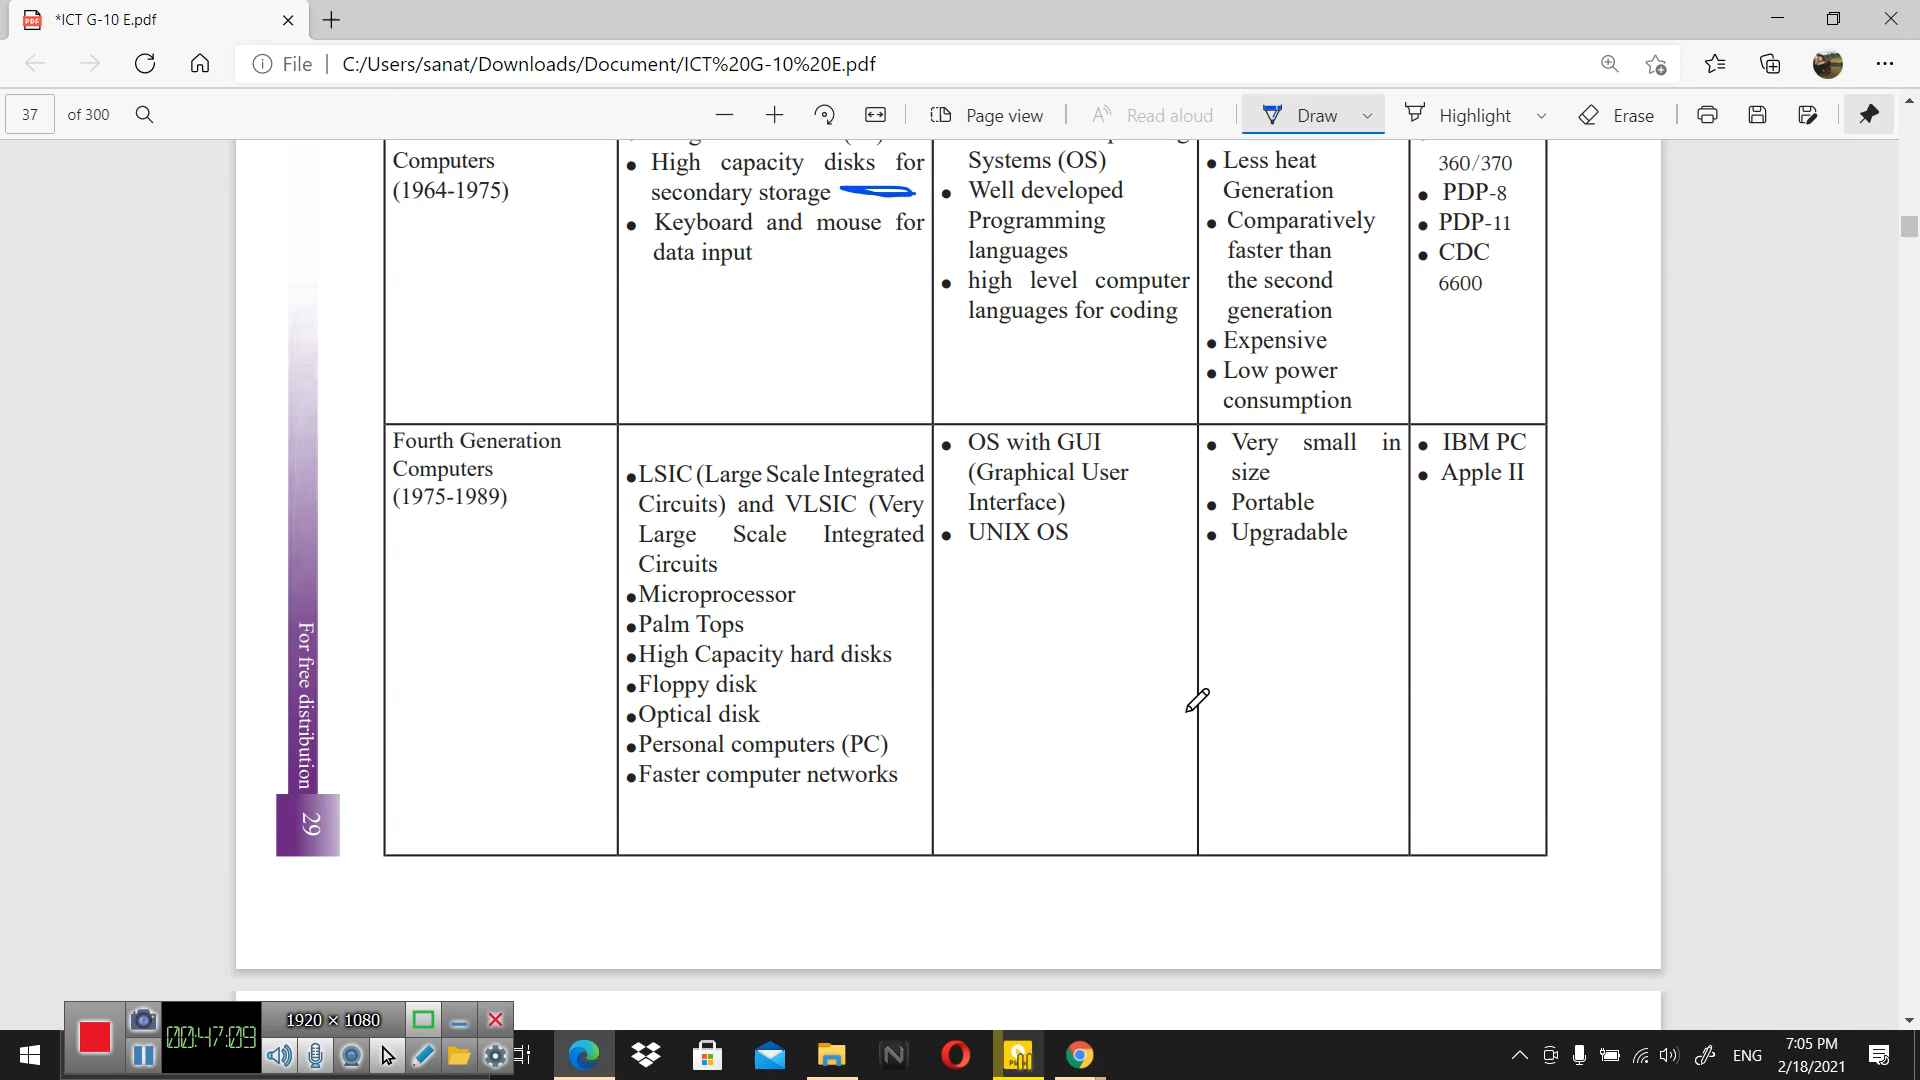 *ICT G-10 E.pdf
File
C:/Users/sanat/Downloads/Document/ICT%20G-10%20E.pdf
37 of 300
Page view
Read aloud
Draw
Highlight
Erase
Computers
(1964-1975)
High capacity disks for
secondary storage
Keyboard and mouse for
data input
Systems (OS)
Well developed
Programming
languages
high level computer
languages for coding
Less heat
Generation
Comparatively
faster than
the second
generation
Expensive
Low power
consumption
360/370
PDP-8
PDP-11
CDC
6600
Fourth Generation
Computers
(1975-1989)
LSIC (Large Scale Integrated
Circuits) and VLSIC (Very
Large Scale Integrated
Circuits
Microprocessor
Palm Tops
High Capacity hard disks
Floppy disk
Optical disk
Personal computers (PC)
Faster computer networks
OS with GUI
(Graphical User
Interface)
UNIX OS
Very small in
size
Portable
Upgradable
IBM PC
Apple II
For free distribution
29
00:47:09
1920 × 1080
ENG
7:05 PM
2/18/2021